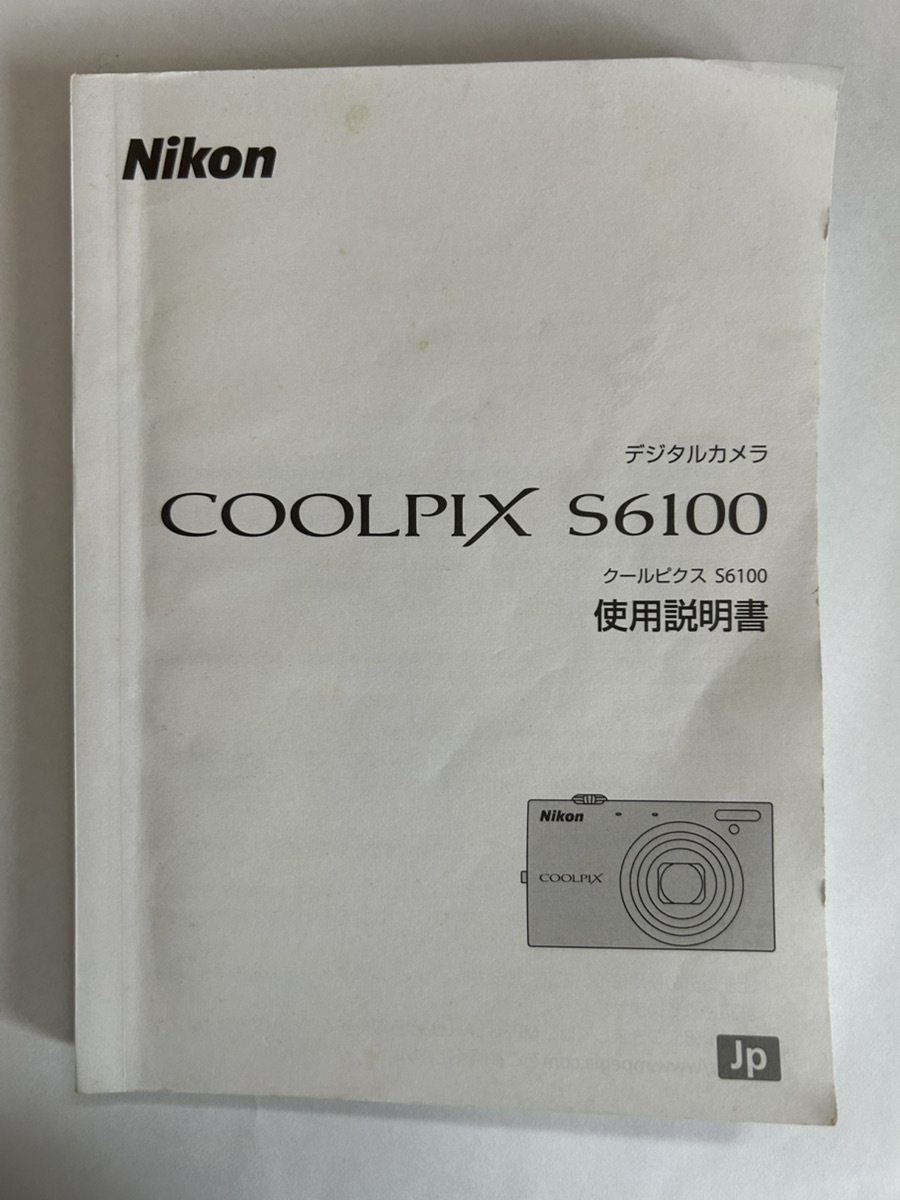 Nikon
デジタルカメラ
COOLPIX S6100
クールピクス S6100
使用説明書
Nikon
COOLPIX
Jp